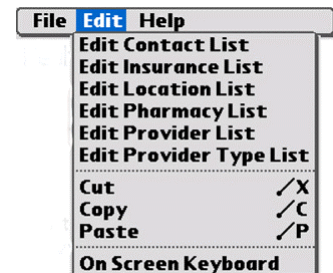 File Edit Help
Edit Contact List
Edit Insurance List
Edit Location List
Edit Pharmacy List
Edit Provider List
Edit Provider Type List
Cut /X
Copy /C
Paste /P
On Screen Keyboard